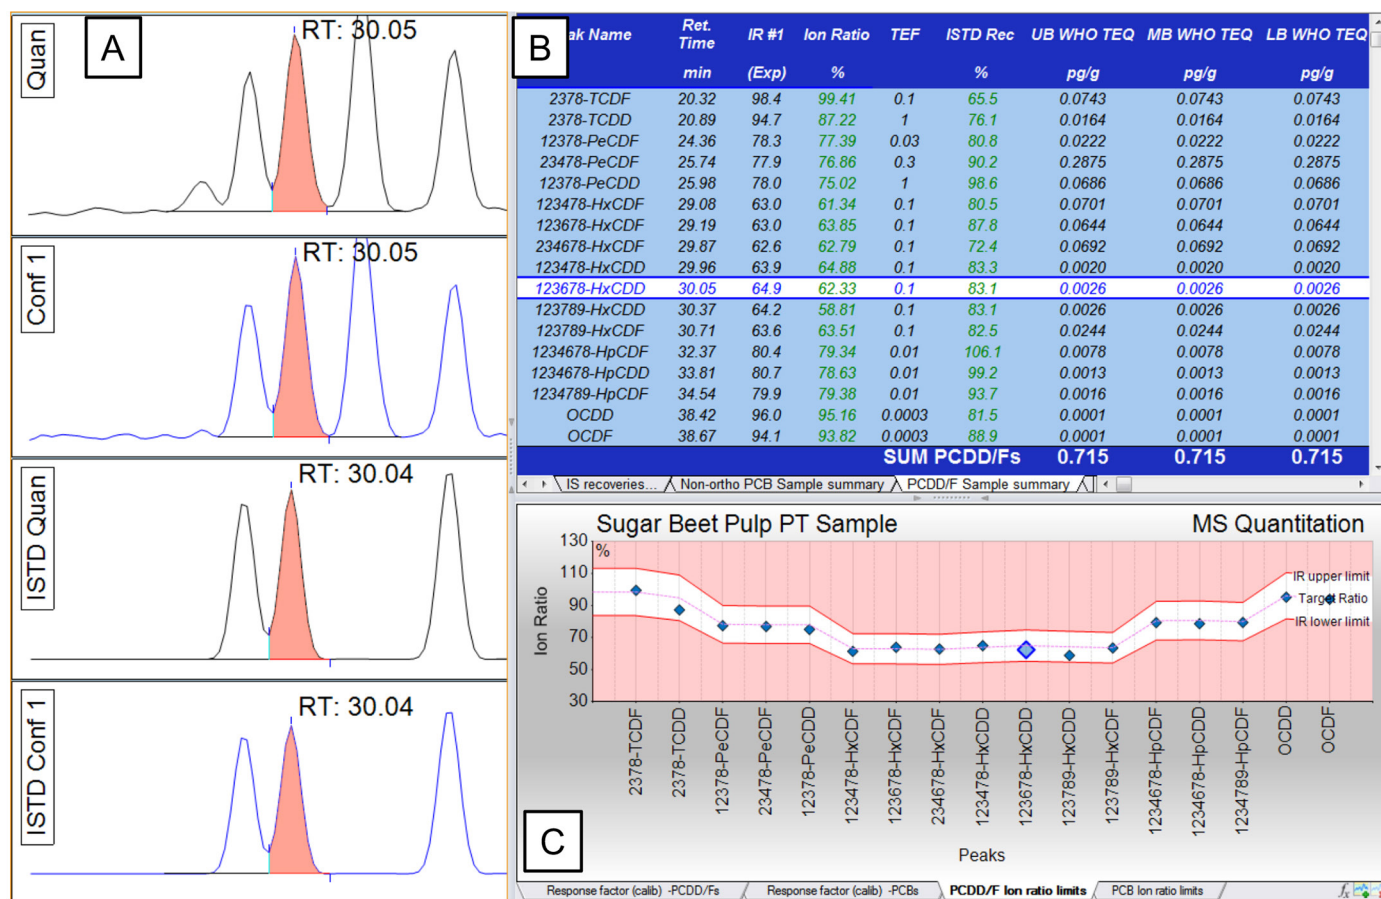 A
Quan
RT: 30.05
Conf 1
RT: 30.05
ISTD Quan
RT: 30.04
ISTD Conf 1
RT: 30.04
B
ak Name Ret. Time IR #1 Ion Ratio TEF ISTD Rec UB WHO TEQ MB WHO TEQ LB WHO TEQ
min (Exp) % % pg/g pg/g pg/g
2378-TCDF 20.32 98.4 99.41 0.1 65.5 0.0743 0.0743 0.0743
2378-TCDD 20.89 94.7 87.22 1 76.1 0.0164 0.0164 0.0164
12378-PeCDF 24.36 78.3 77.39 0.03 80.8 0.0222 0.0222 0.0222
23478-PeCDF 25.74 77.9 76.86 0.3 90.2 0.2875 0.2875 0.2875
12378-PeCDD 25.98 78.0 75.02 1 98.6 0.0686 0.0686 0.0686
123478-HxCDF 29.08 63.0 61.34 0.1 80.5 0.0701 0.0701 0.0701
123678-HxCDF 29.19 63.0 63.85 0.1 87.8 0.0644 0.0644 0.0644
234678-HxCDF 29.87 62.6 62.79 0.1 72.4 0.0692 0.0692 0.0692
123478-HxCDD 29.96 63.9 64.88 0.1 83.3 0.0020 0.0020 0.0020
123678-HxCDD 30.05 64.9 62.33 0.1 83.1 0.0026 0.0026 0.0026
123789-HxCDD 30.37 64.2 58.81 0.1 83.1 0.0026 0.0026 0.0026
123789-HxCDF 30.71 63.6 63.51 0.1 82.5 0.0244 0.0244 0.0244
1234678-HpCDF 32.37 80.4 79.34 0.01 106.1 0.0078 0.0078 0.0078
1234678-HpCDD 33.81 80.7 78.63 0.01 99.2 0.0013 0.0013 0.0013
1234789-HpCDF 34.54 79.9 79.38 0.01 93.7 0.0016 0.0016 0.0016
OCDD 38.42 96.0 95.16 0.0003 81.5 0.0001 0.0001 0.0001
OCDF 38.67 94.1 93.82 0.0003 88.9 0.0001 0.0001 0.0001
SUM PCDD/Fs 0.715 0.715 0.715
IS recoveries... Non-ortho PCB Sample summary PCDD/F Sample summary
Sugar Beet Pulp PT Sample MS Quantitation
%
130
110
90
70
50
30
Ion Ratio
IR upper limit
Target Ratio
IR lower limit
2378-TCDF
2378-TCDD
12378-PeCDF
23478-PeCDF
12378-PeCDD
123478-HxCDF
123678-HxCDF
234678-HxCDF
123478-HxCDD
123678-HxCDD
123789-HxCDD
123789-HxCDF
1234678-HpCDF
1234678-HpCDD
1234789-HpCDF
OCDD
OCDF
C
Peaks
Response factor (calib) -PCDD/Fs Response factor (calib) -PCBs PCDD/F Ion ratio limits PCB Ion ratio limits